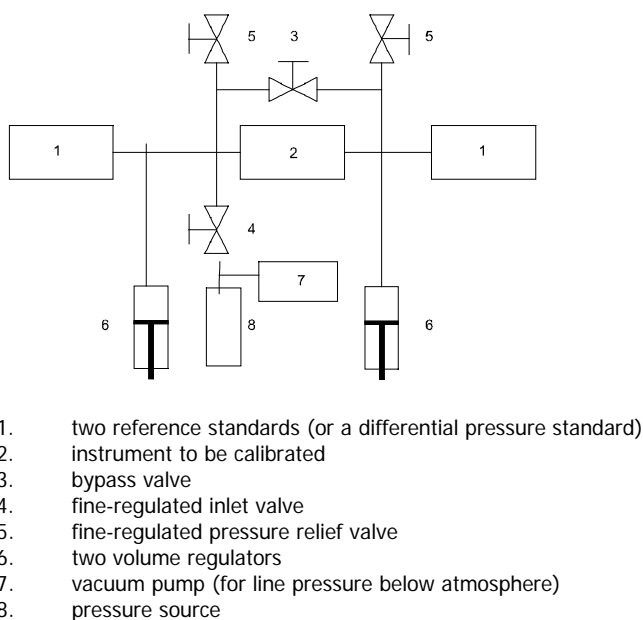 5 3 5
1 2 1
4
7
6 8 6
1. two reference standards (or a differential pressure standard)
2. instrument to be calibrated
3. bypass valve
4. fine-regulated inlet valve
5. fine-regulated pressure relief valve
6. two volume regulators
7. vacuum pump (for line pressure below atmosphere)
8. pressure source